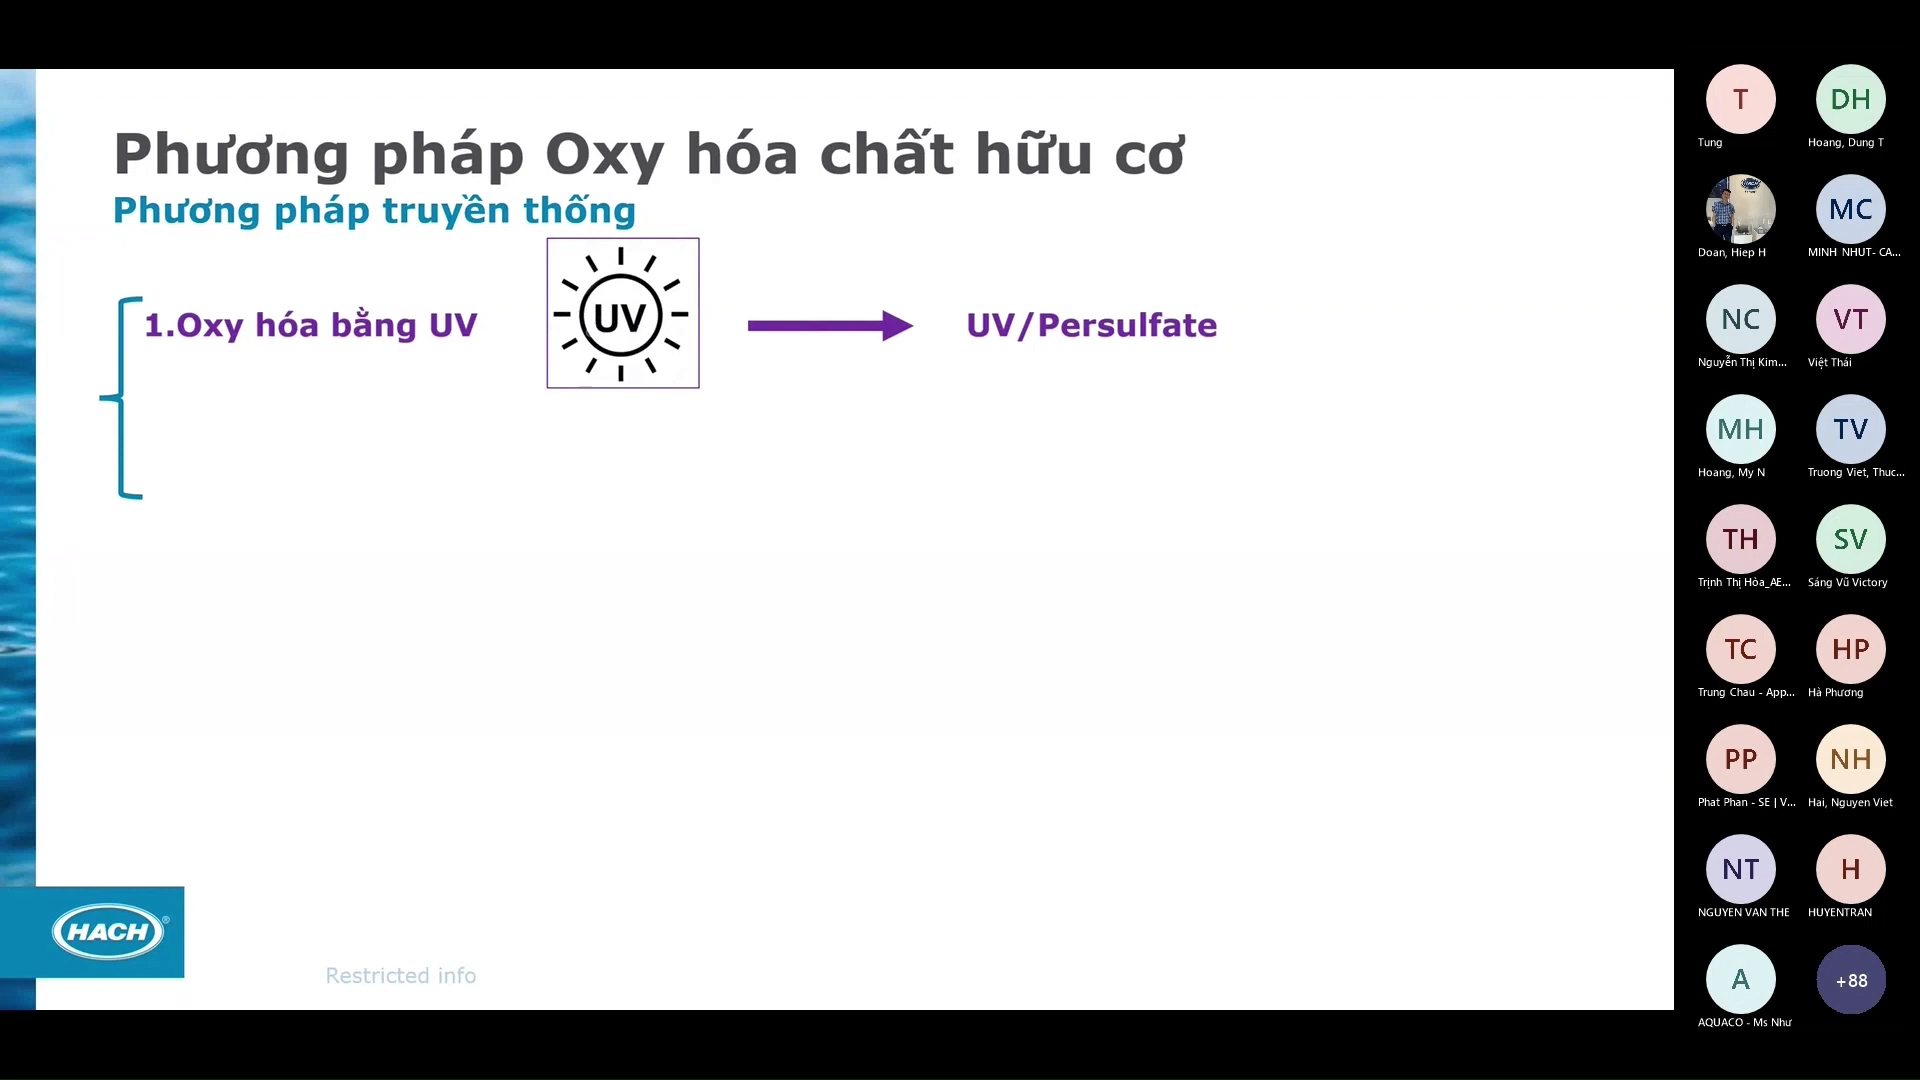 Phương pháp Oxy hóa chất hữu cơ
Phương pháp truyền thống
1.Oxy hóa bằng UV
UV
UV/Persulfate
HACH®
Restricted info
T
Tung
DH
Hoang, Dung T
HACH
Doan, Hiep H
MC
MINH NHUT- CA...
NC
Nguyễn Thị Kim...
VT
Việt Thái
MH
Hoang, My N
TV
Truong Viet, Thuc...
TH
Trịnh Thị Hòa_AE...
SV
Sáng Vũ Victory
TC
Trung Chau - App...
HP
Hà Phương
PP
Phat Phan - SE | V...
NH
Hai, Nguyen Viet
NT
NGUYEN VAN THE
H
HUYENTRAN
A
AQUACO - Ms Như
+88